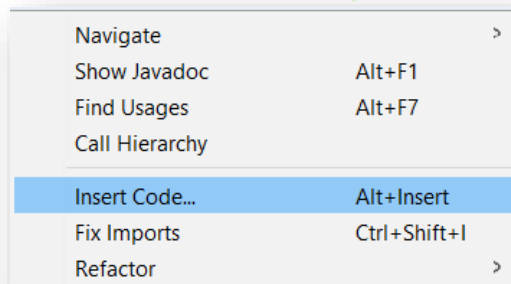 Navigate >
Show Javadoc Alt+F1
Find Usages Alt+F7
Call Hierarchy
Insert Code... Alt+Insert
Fix Imports Ctrl+Shift+I
Refactor >